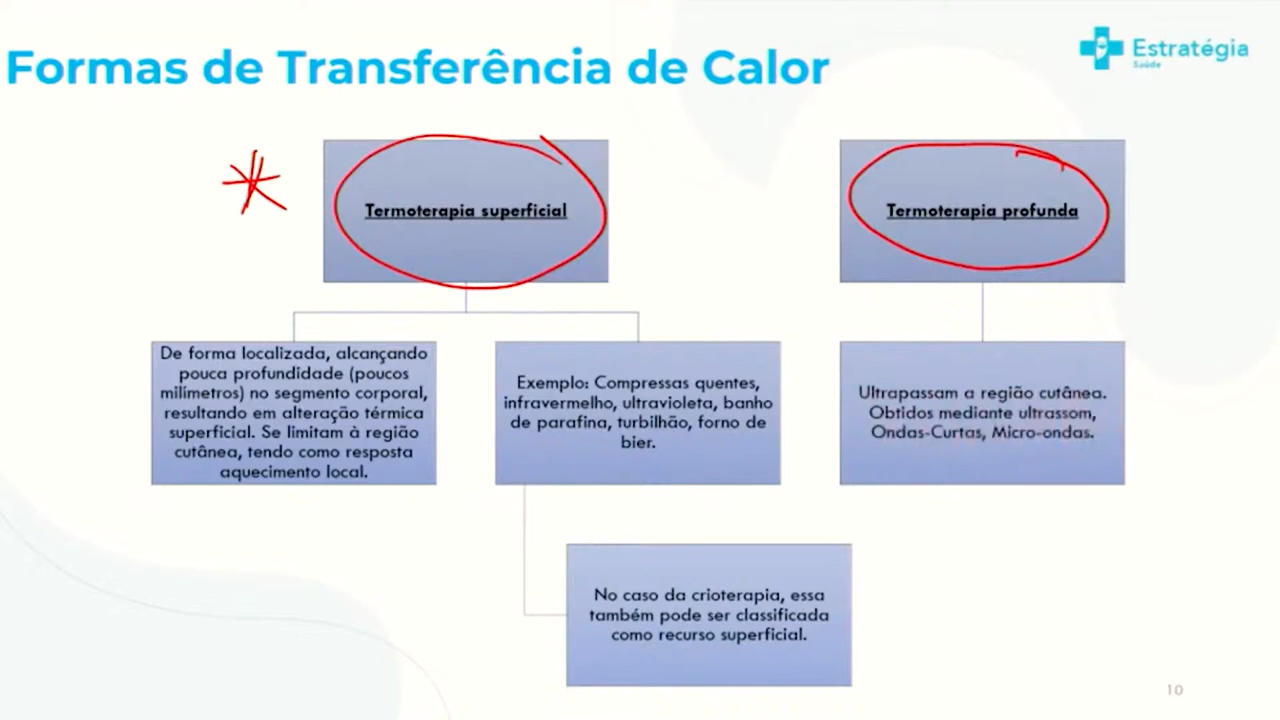 Formas de Transferência de Calor
Estratégia
Saúde
Termoterapia superficial
Termoterapia profunda
De forma localizada, alcançando
pouca profundidade (poucos
milímetros) no segmento corporal,
resultando em alteração térmica
superficial. Se limitam à região
cutânea, tendo como resposta
aquecimento local.
Exemplo: Compressas quentes,
infravermelho, ultravioleta, banho
de parafina, turbilhão, forno de
bier.
Ultrapassam a região cutânea.
Obtidos mediante ultrassom,
Ondas-Curtas, Micro-ondas.
No caso da crioterapia, essa
também pode ser classificada
como recurso superficial.
10